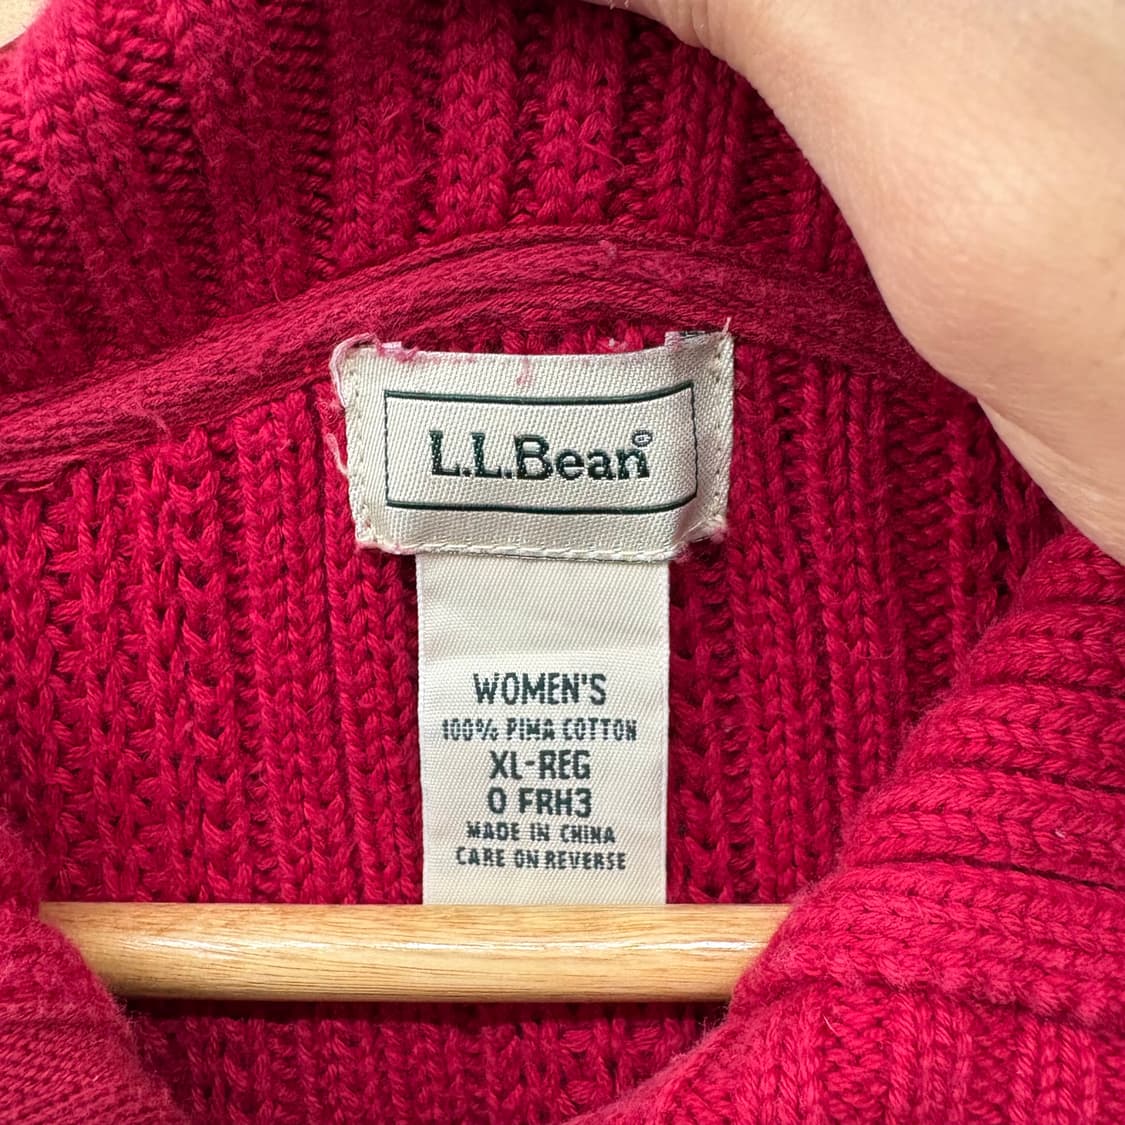 L.L.Bean®
WOMEN'S
100% PIMA COTTON
XL-REG
0 FRH3
MADE IN CHINA
CARE ON REVERSE